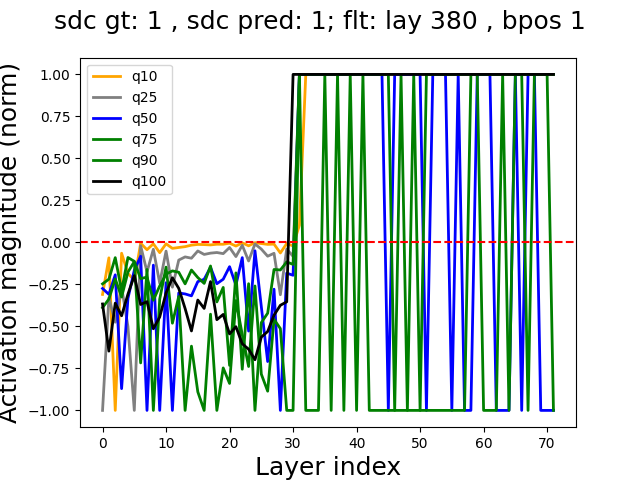 sdc gt: 1 , sdc pred: 1; flt: lay 380 , bpos 1
Activation magnitude (norm)
1.00
0.75
0.50
0.25
0.00
−0.25
−0.50
−0.75
−1.00
q10
q25
q50
q75
q90
q100
0 10 20 30 40 50 60 70
Layer index